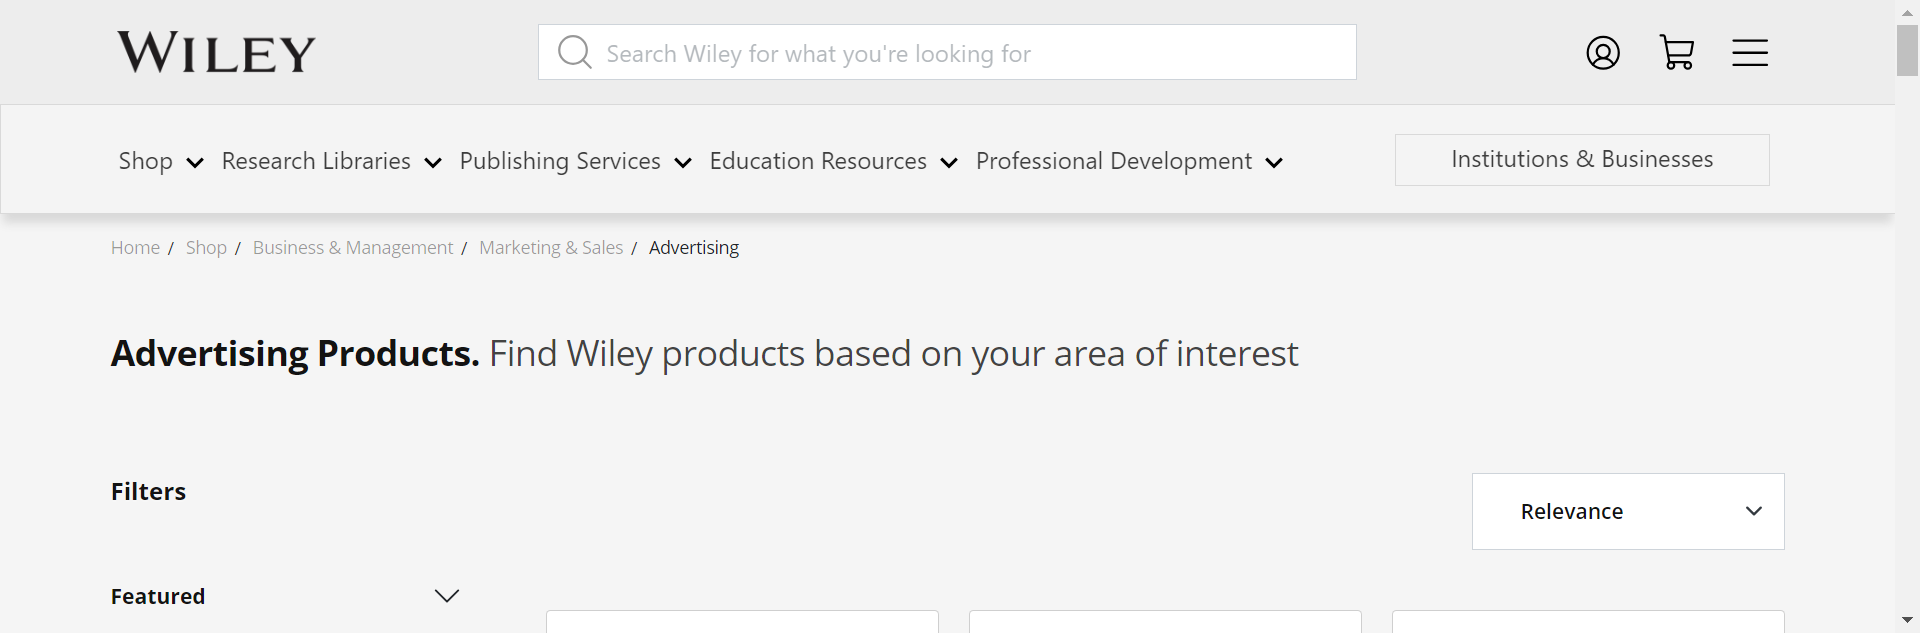 WILEY
Search Wiley for what you're looking for
Shop Research Libraries Publishing Services Education Resources Professional Development Institutions & Businesses
Home / Shop / Business & Management / Marketing & Sales / Advertising
Advertising Products. Find Wiley products based on your area of interest
Filters
Relevance
Featured